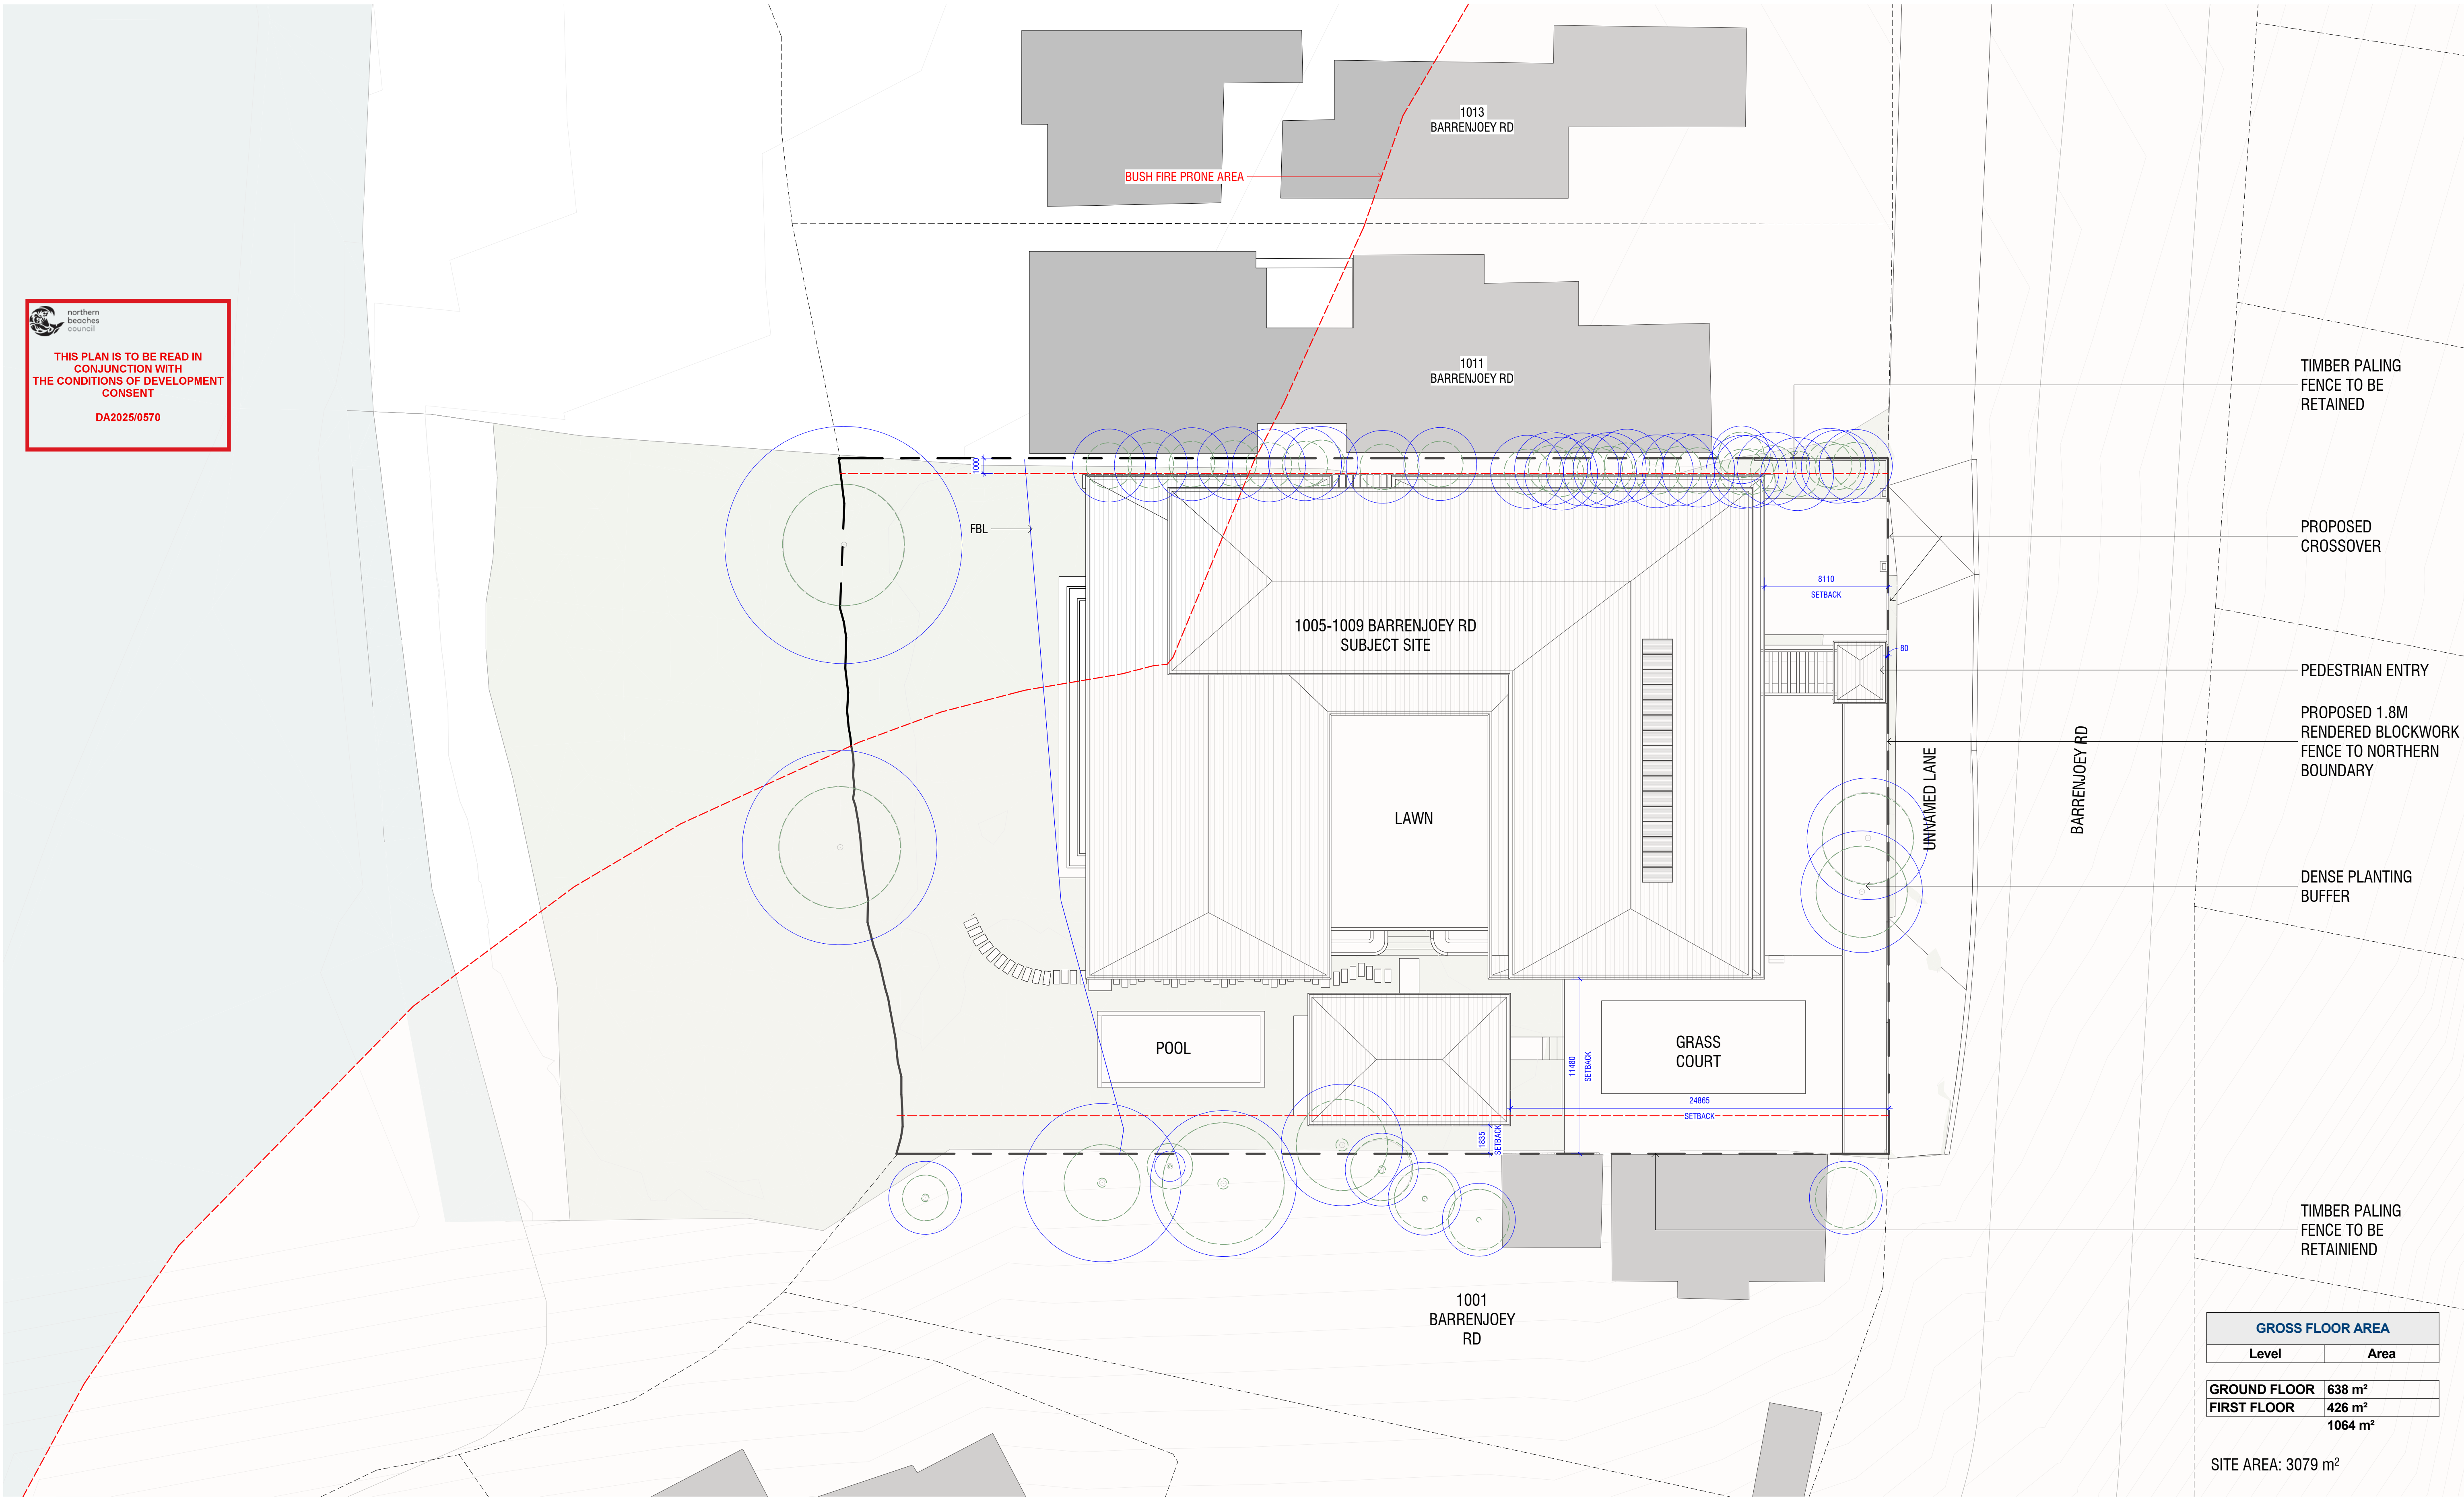 1013
BARRENJOEY RD
BUSH FIRE PRONE AREA
northern
beaches
council
THIS PLAN IS TO BE READ IN
CONJUNCTION WITH
THE CONDITIONS OF DEVELOPMENT
CONSENT
DA2025/0570
1011
BARRENJOEY RD
TIMBER PALING
FENCE TO BE
RETAINED
1000
FBL
PROPOSED
CROSSOVER
8110
SETBACK
1005-1009 BARRENJOEY RD
SUBJECT SITE
80
PEDESTRIAN ENTRY
PROPOSED 1.8M
RENDERED BLOCKWORK
FENCE TO NORTHERN
BOUNDARY
UNNAMED LANE
BARRENJOEY RD
LAWN
DENSE PLANTING
BUFFER
POOL
GRASS
COURT
11480
SETBACK
24865
SETBACK
1835
SETBACK
TIMBER PALING
FENCE TO BE
RETAINIEND
1001
BARRENJOEY
RD
GROSS FLOOR AREA
Level Area
GROUND FLOOR 638 m²
FIRST FLOOR 426 m²
1064 m²
SITE AREA: 3079 m²